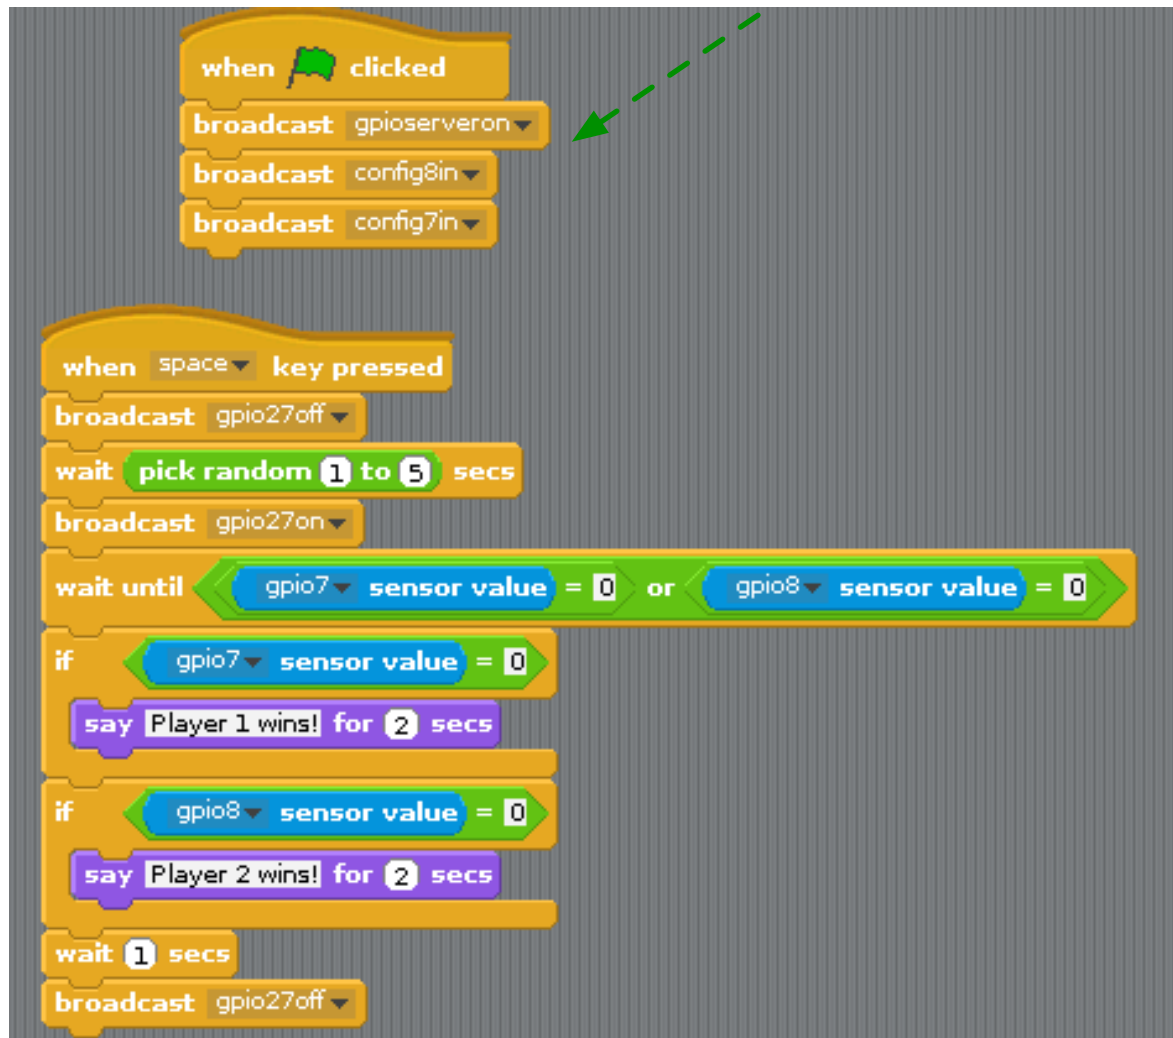 when clicked
broadcast gpioserveron
broadcast config8in
broadcast config7in
when space key pressed
broadcast gpio27off
wait pick random 1 to 5 secs
broadcast gpio27on
wait until gpio7 sensor value = 0 or gpio8 sensor value = 0
if gpio7 sensor value = 0
say Player 1 wins! for 2 secs
if gpio8 sensor value = 0
say Player 2 wins! for 2 secs
wait 1 secs
broadcast gpio27off